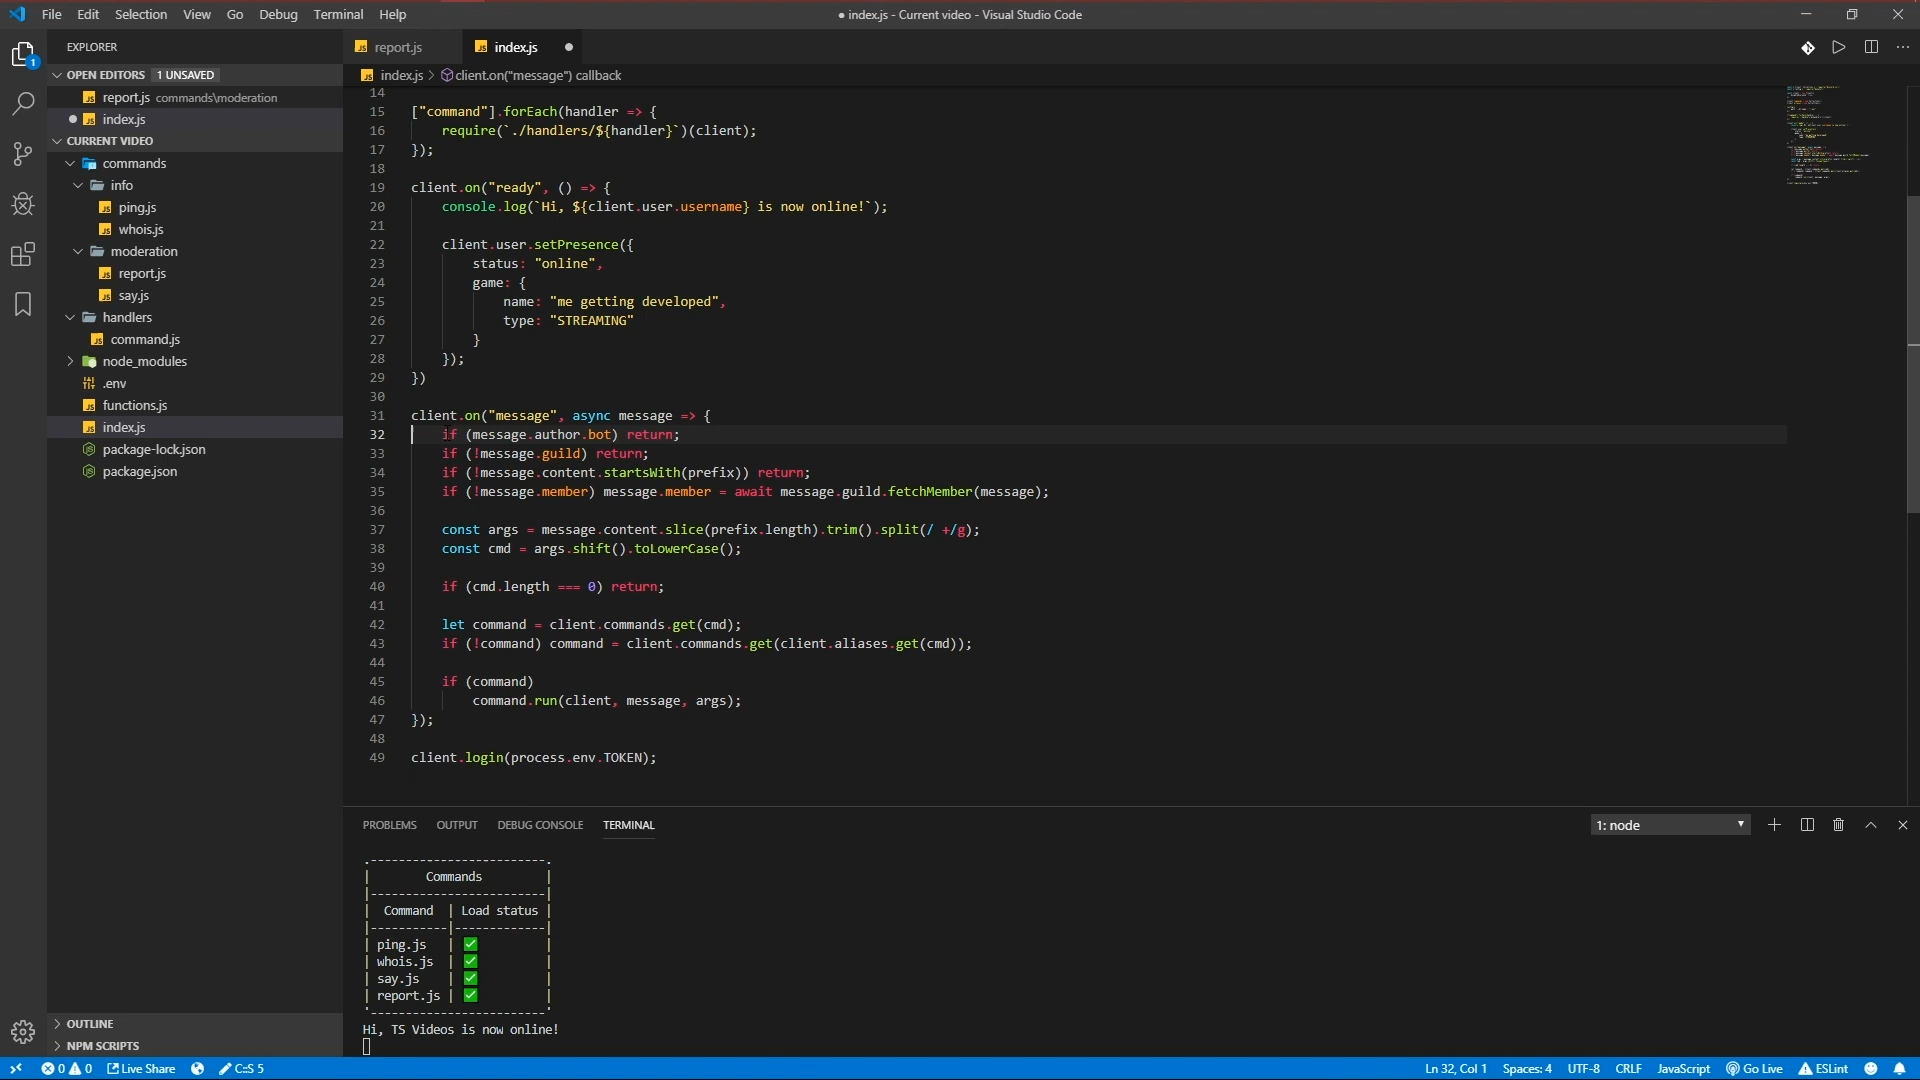 File Edit Selection View Go Debug Terminal Help
● index.js - Current video - Visual Studio Code
EXPLORER
OPEN EDITORS 1 UNSAVED
report.js commands\moderation
index.js
CURRENT VIDEO
commands
info
ping.js
whois.js
moderation
report.js
say.js
handlers
command.js
node_modules
.env
functions.js
index.js
package-lock.json
package.json
OUTLINE
NPM SCRIPTS
1
report.js index.js
index.js > client.on("message") callback
14
15 ["command"].forEach(handler => {
16 require(`./handlers/${handler}`)(client);
17 });
18
19 client.on("ready", () => {
20 console.log(`Hi, ${client.user.username} is now online!`);
21
22 client.user.setPresence({
23 status: "online",
24 game: {
25 name: "me getting developed",
26 type: "STREAMING"
27 }
28 });
29 })
30
31 client.on("message", async message => {
32 if (message.author.bot) return;
33 if (!message.guild) return;
34 if (!message.content.startsWith(prefix)) return;
35 if (!message.member) message.member = await message.guild.fetchMember(message);
36
37 const args = message.content.slice(prefix.length).trim().split(/ +/g);
38 const cmd = args.shift().toLowerCase();
39
40 if (cmd.length === 0) return;
41
42 let command = client.commands.get(cmd);
43 if (!command) command = client.commands.get(client.aliases.get(cmd));
44
45 if (command)
46 command.run(client, message, args);
47 });
48
49 client.login(process.env.TOKEN);
PROBLEMS OUTPUT DEBUG CONSOLE TERMINAL
1: node
.-------------------------.
| Commands |
|-------------------------|
| Command | Load status |
|-----------|-------------|
| ping.js | ✅ |
| whois.js | ✅ |
| say.js | ✅ |
| report.js | ✅ |
'-------------------------'
Hi, TS Videos is now online!
0 0 Live Share C:S 5
Ln 32, Col 1 Spaces: 4 UTF-8 CRLF JavaScript Go Live ESLint